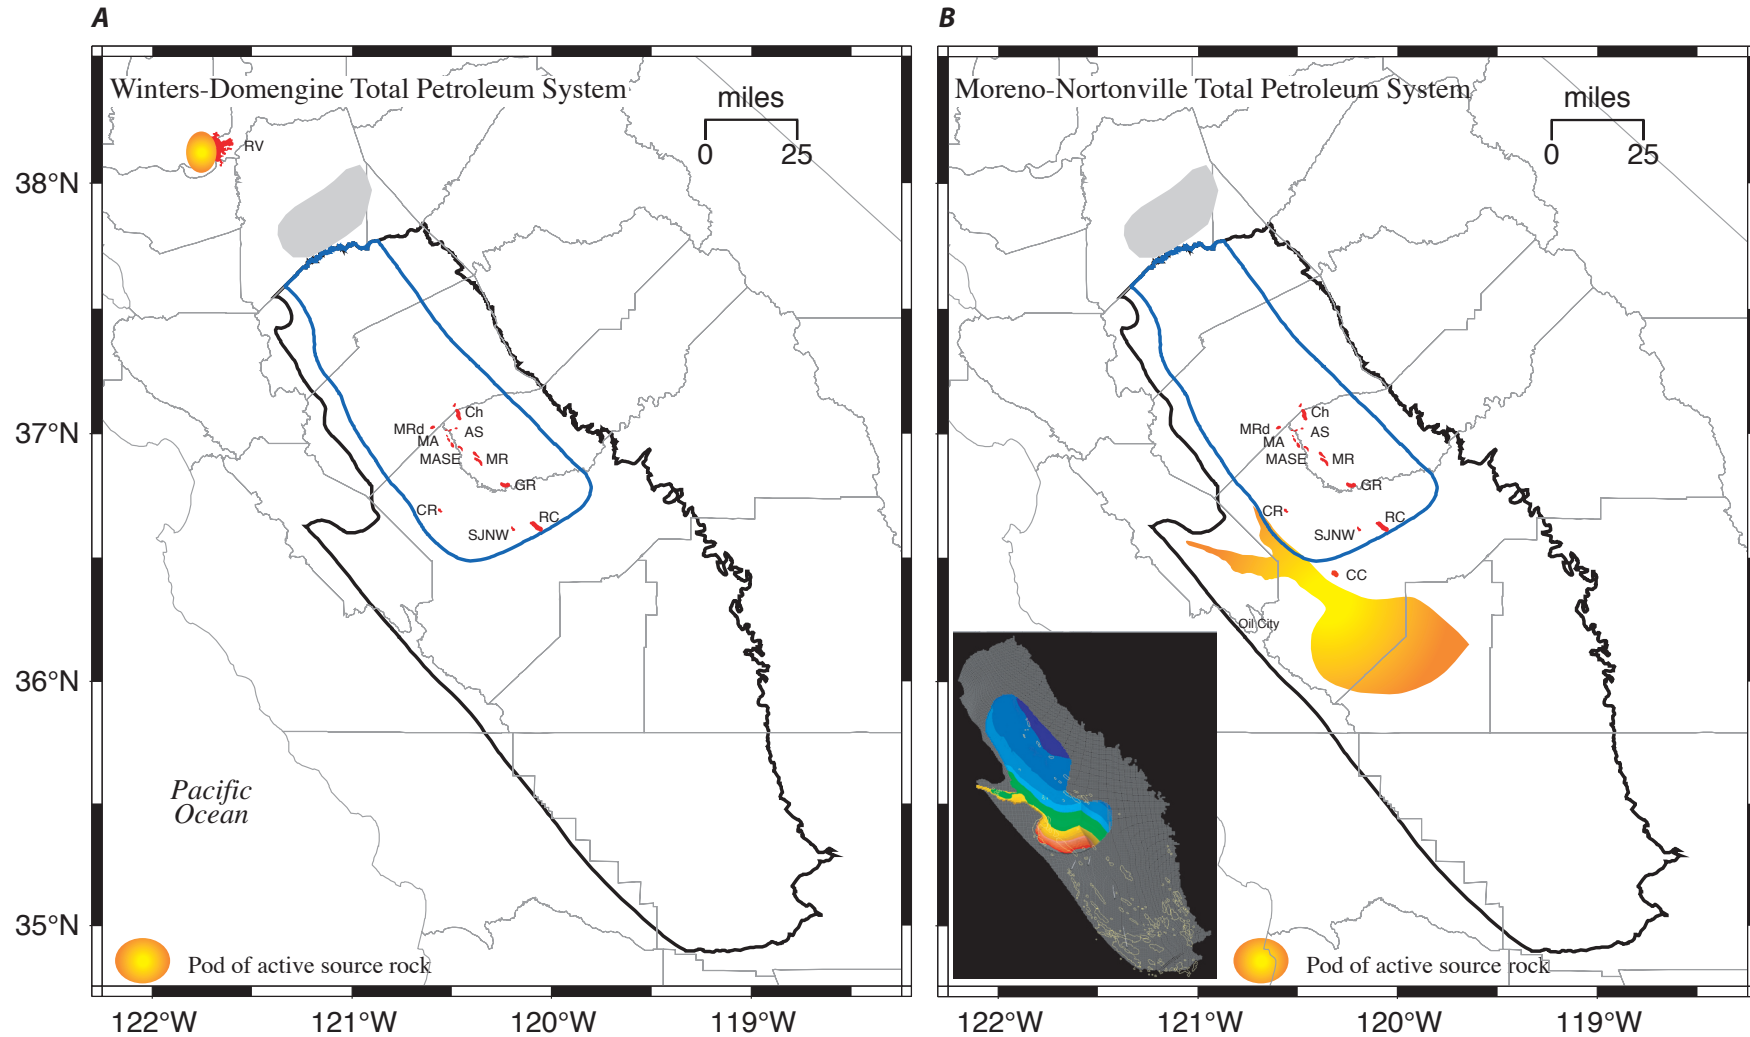 A
Winters-Domengine Total Petroleum System
miles
0 25
RV
38°N
37°N
36°N
35°N
Ch
MRd
AS
MA
MASE
MR
GR
CR
RC
SJNW
Pacific
Ocean
Pod of active source rock
122°W 121°W 120°W 119°W
B
Moreno-Nortonville Total Petroleum System
miles
0 25
Ch
MRd
AS
MA
MASE
MR
GR
CR
RC
SJNW
CC
Oil City
Pod of active source rock
122°W 121°W 120°W 119°W